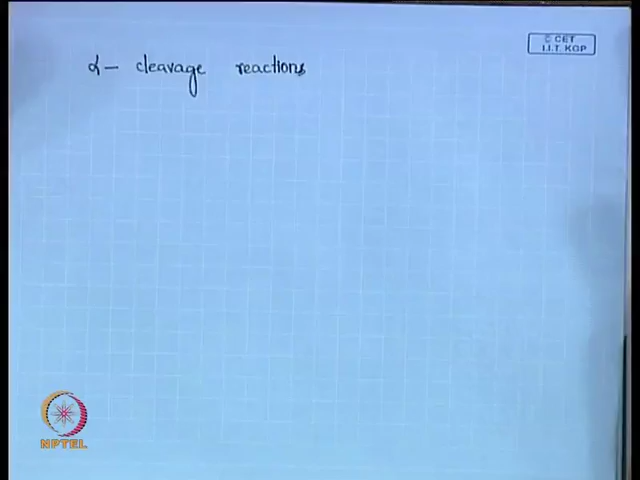 © CET
I.I.T. KGP
α- cleavage reactions
NPTEL